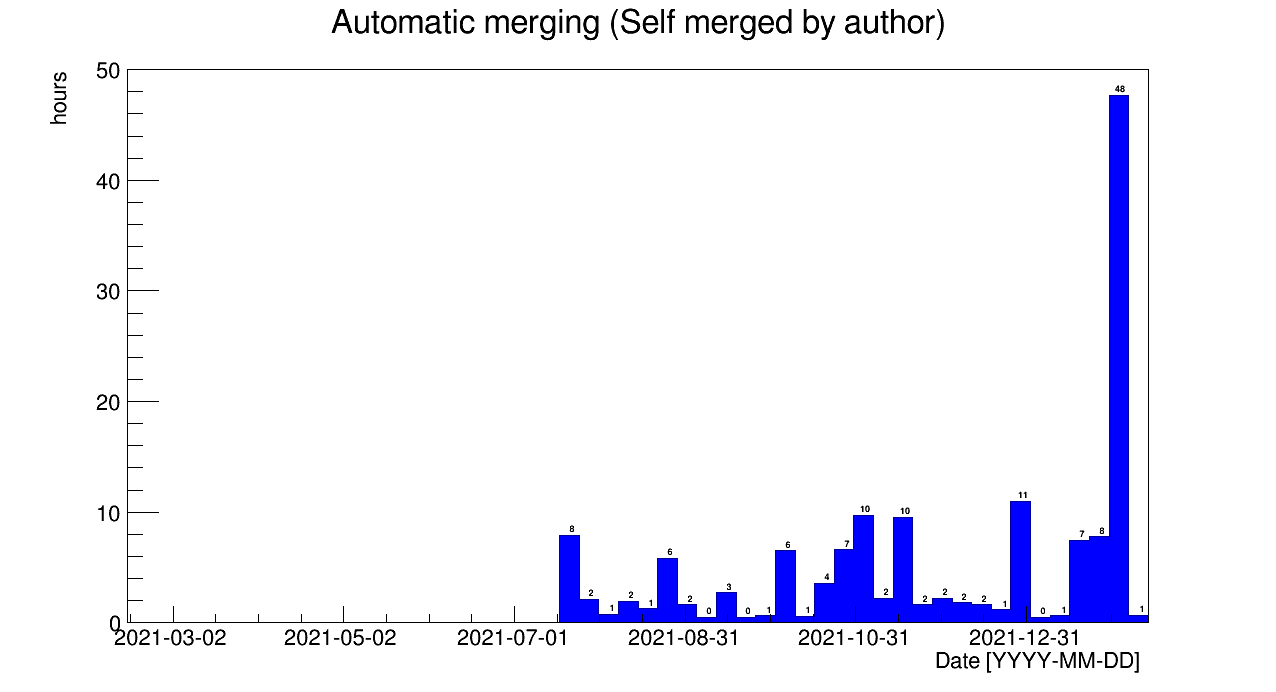 Automatic merging (Self merged by author)
hours
50
40
30
20
10
0
48
11
10 10
8 7 7 8
6 6
4
3
2 1 2 1 2 0 0 1 1 2 2 2 2 2 1 0 1 1
2021-03-02 2021-05-02 2021-07-01 2021-08-31 2021-10-31 2021-12-31
Date [YYYY-MM-DD]